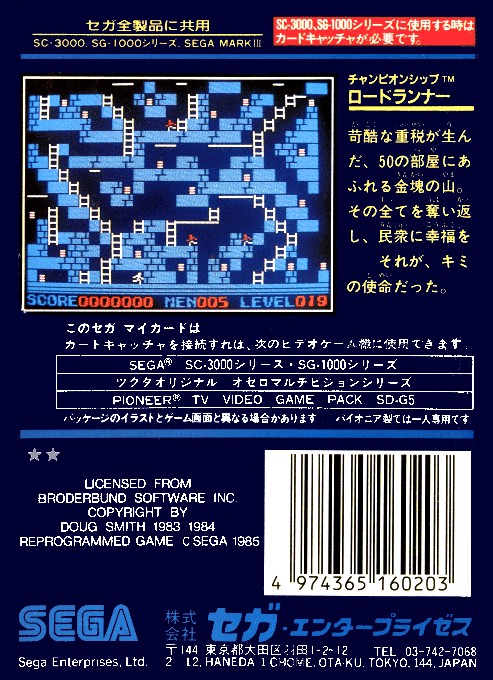 セガ全製品に共用
SC-3000, SG-1000シリーズ, SEGA MARKIII
SC-3000, SG-1000シリーズに使用する時は
カードキャッチャが必要です。
チャンピオンシップ™
ロードランナー
苛酷な重税が生ん
だ、50の部屋にあ
ふれる金塊の山。
その全てを奪い返
し、民衆に幸福を
それが、キミ
の使命だった。
SCORE0000000 MEN005 LEVEL019
このセガ マイカードは
カートキャッチャを接続すれは、次のヒテオケーム機に使用できます.
SEGA® SC-3000シリーズ・SG-1000シリーズ
ツクタオリジナル オセロマルチヒションシリーズ
PIONEER® TV VIDEO GAME PACK SD-G5
パッケージのイラストとゲーム画面と異なる場合かあります パイオニア製ては一人専用です
LICENSED FROM
BRODERBUND SOFTWARE INC.
COPYRIGHT BY
DOUG SMITH 1983 1984
REPROGRAMMED GAME © SEGA 1985
4 974365 160203
SEGA
株式会社 セガ・エンタープライゼス
Sega Enterprises, Ltd.
〒144 東京都大田区羽田1-2-12 TEL 03-742-7068
2-12, HANEDA 1 CHOME, OTA-KU, TOKYO, 144, JAPAN